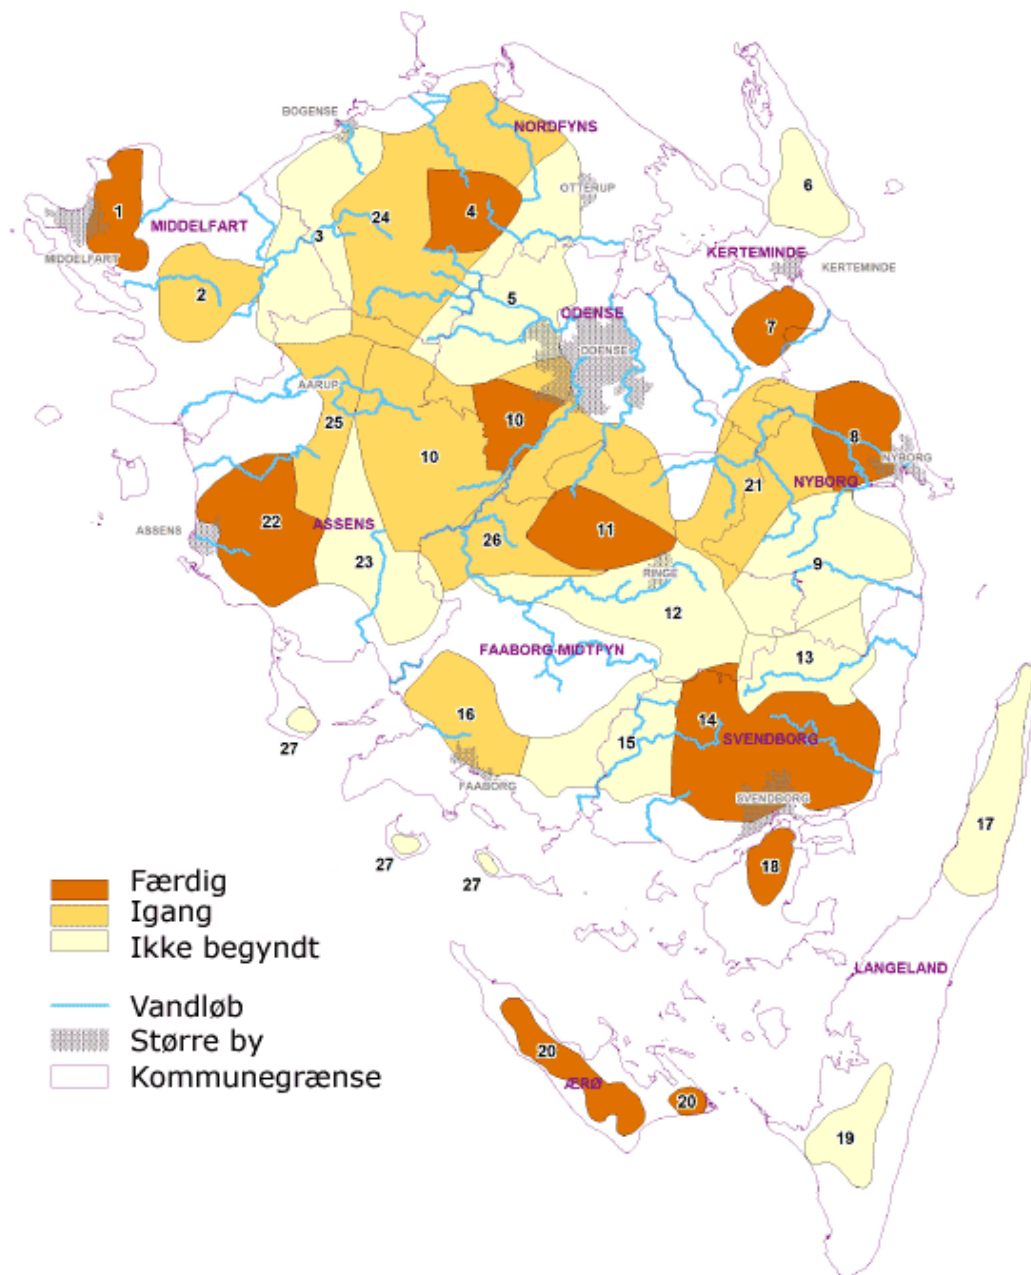 BOGENSE
NORDFYNS
OTTERUP
6
1
4
24
3
MIDDELFART
MIDDELFART
KERTEMINDE
KERTEMINDE
2
5
ODENSE
ODENSE
7
AARUP
25
10
10
8
NYBORG
NYBORG
21
22
ASSENS
ASSENS
23
26
11
RINGE
9
12
FAABORG-MIDTFYN
13
16
14
15
SVENDBORG
27
FAABORG
SVENDBORG
17
27
27
18
Færdig
Igang
Ikke begyndt
LANGELAND
Vandløb
Større by
Kommunegrænse
20
ÆRØ
20
19